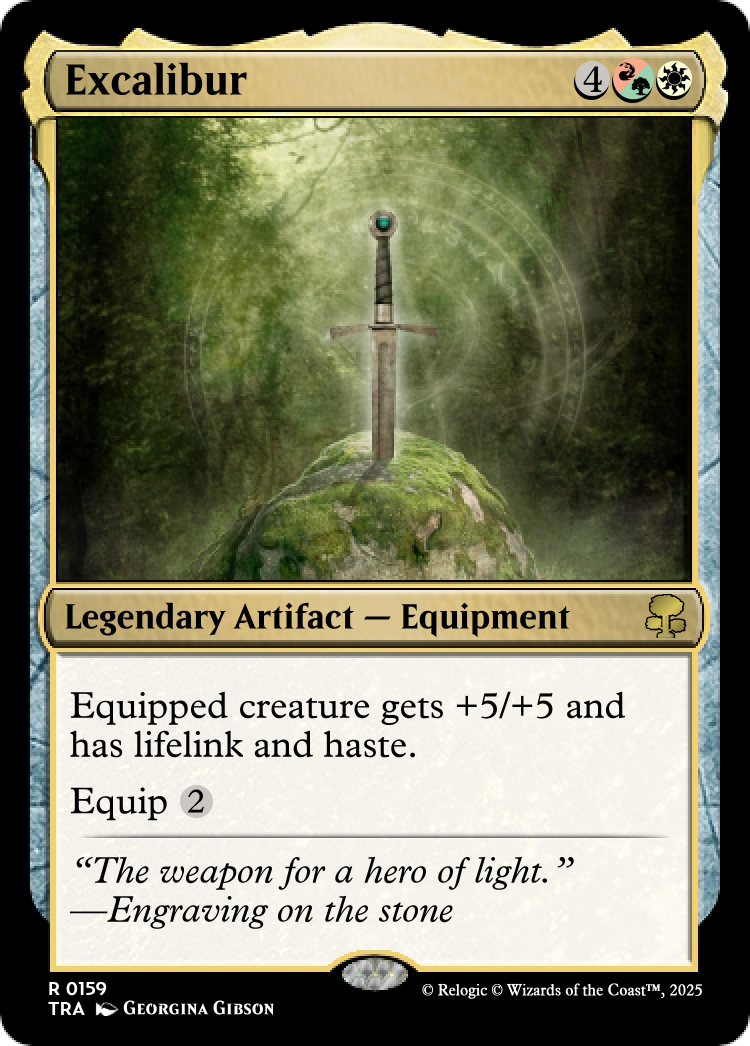 Excalibur 4
Legendary Artifact — Equipment
Equipped creature gets +5/+5 and
has lifelink and haste.
Equip 2
“The weapon for a hero of light.”
—Engraving on the stone
R 0159
TRA Georgina Gibson
© Relogic © Wizards of the Coast™, 2025